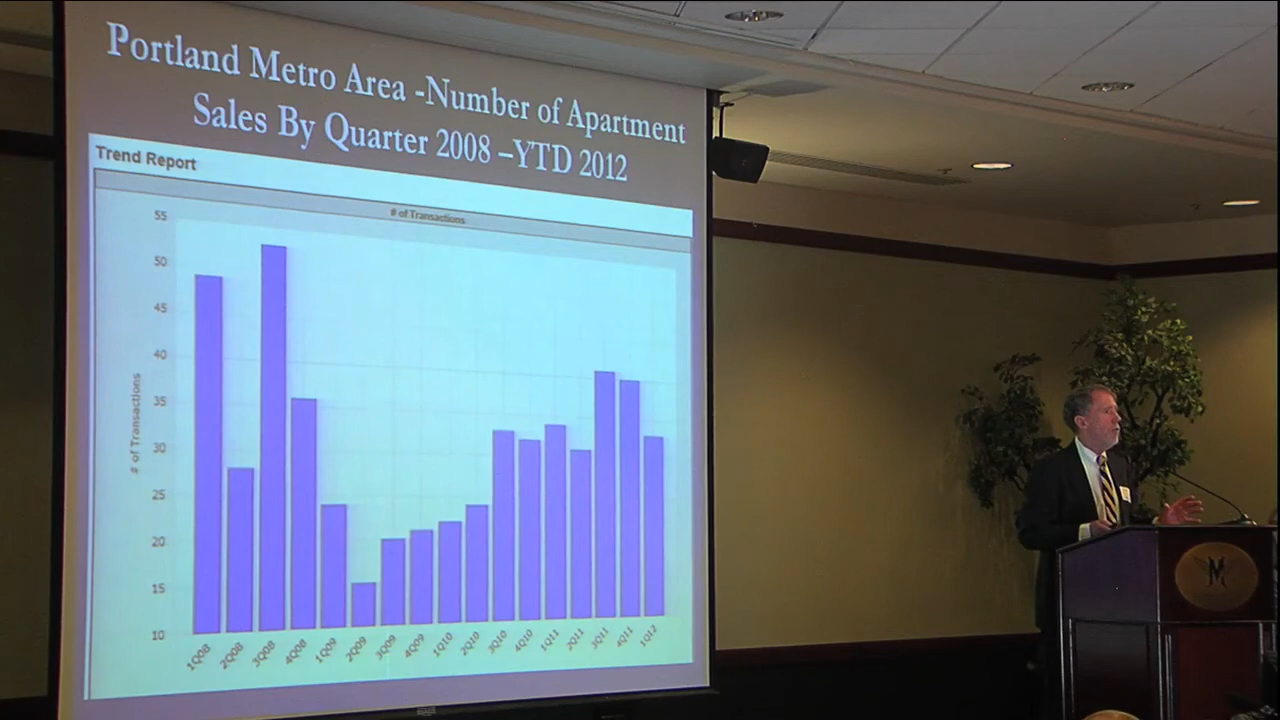 Portland Metro Area -Number of Apartment
Sales By Quarter 2008 –YTD 2012
Trend Report
# of Transactions
55
50
45
40
35
30
25
20
15
10
# of Transactions
1Q08 2Q08 3Q08 4Q08 1Q09 2Q09 3Q09 4Q09 1Q10 2Q10 3Q10 4Q10 1Q11 2Q11 3Q11 4Q11 1Q12
M